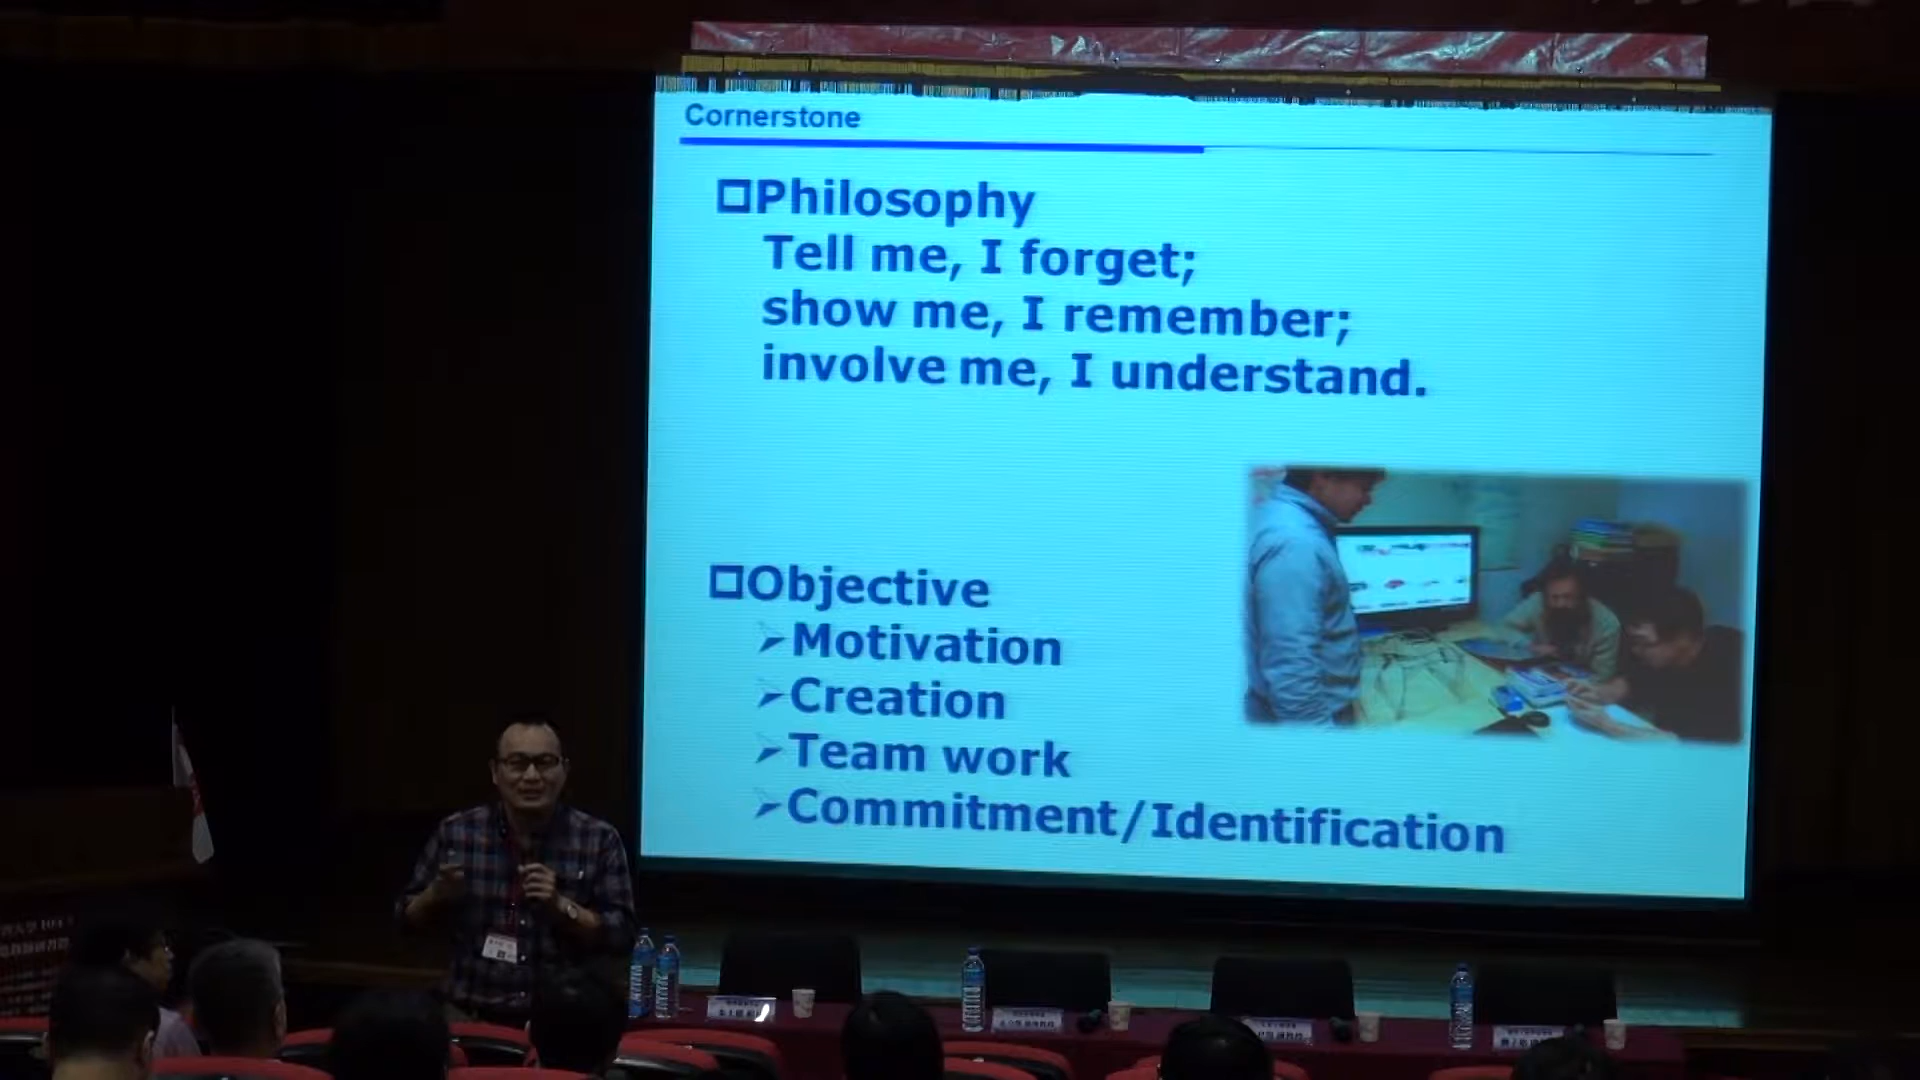 Cornerstone
Philosophy
Tell me, I forget;
show me, I remember;
involve me, I understand.
Objective
Motivation
Creation
Team work
Commitment/Identification